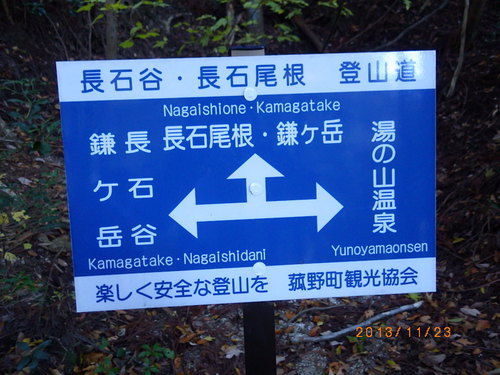 長石谷・長石尾根 登山道
Nagaishione・Kamagatake
長石尾根・鎌ヶ岳
長石谷
鎌ケ岳
湯の山温泉
Kamagatake・Nagaishidani
Yunoyamaonsen
楽しく安全な登山を 菰野町観光協会
2013/11/23